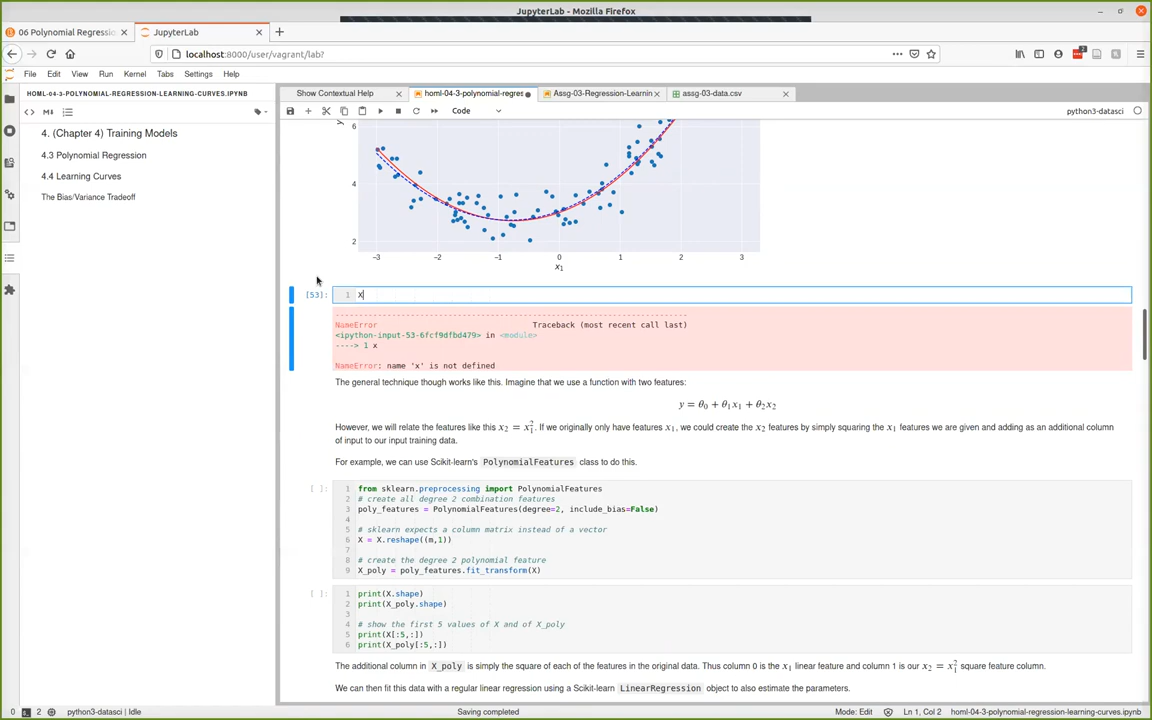 JupyterLab - Mozilla Firefox
06 Polynomial Regressio
JupyterLab
localhost:8000/user/vagrant/lab?
File Edit View Run Kernel Tabs Settings Help
HOML-04-3-POLYNOMIAL-REGRESSION-LEARNING-CURVES.IPYNB
Show Contextual Help
homl-04-3-polynomial-regres
Assg-03-Regression-Learnin
assg-03-data.csv
Code
python3-datasci
4. (Chapter 4) Training Models
4.3 Polynomial Regression
4.4 Learning Curves
The Bias/Variance Tradeoff
y
6
4
2
−3 −2 −1 0 1 2 3
x1
[53]: 1 X
---------------------------------------------------------------------------
NameError Traceback (most recent call last)
<ipython-input-53-6fcf9dfbd479> in <module>
----> 1 x
NameError: name 'x' is not defined
The general technique though works like this. Imagine that we use a function with two features:
y = θ0 + θ1x1 + θ2x2
However, we will relate the features like this x2 = x1². If we originally only have features x1, we could create the x2 features by simply squaring the x1 features we are given and adding as an additional column
of input to our input training data.
For example, we can use Scikit-learn's PolynomialFeatures class to do this.
[ ]: 1 from sklearn.preprocessing import PolynomialFeatures
2 # create all degree 2 combination features
3 poly_features = PolynomialFeatures(degree=2, include_bias=False)
4
5 # sklearn expects a column matrix instead of a vector
6 X = X.reshape((m,1))
7
8 # create the degree 2 polynomial feature
9 X_poly = poly_features.fit_transform(X)
[ ]: 1 print(X.shape)
2 print(X_poly.shape)
3
4 # show the first 5 values of X and of X_poly
5 print(X[:5,:])
6 print(X_poly[:5,:])
The additional column in X_poly is simply the square of each of the features in the original data. Thus column 0 is the x1 linear feature and column 1 is our x2 = x1² square feature column.
We can then fit this data with a regular linear regression using a Scikit-learn LinearRegression object to also estimate the parameters.
0 2 python3-datasci | Idle
Saving completed
Mode: Edit Ln 1, Col 2 homl-04-3-polynomial-regression-learning-curves.ipynb